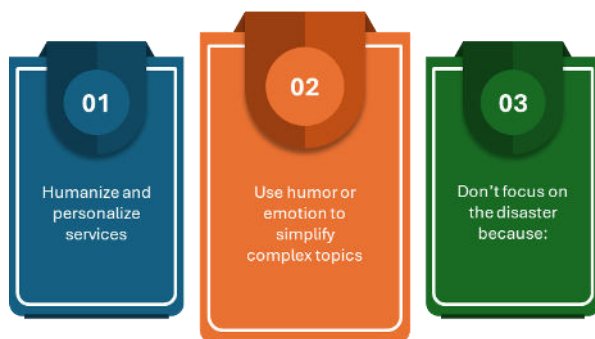 01
Humanize and
personalize
services
02
Use humor or
emotion to
simplify
complex topics
03
Don't focus on
the disaster
because: